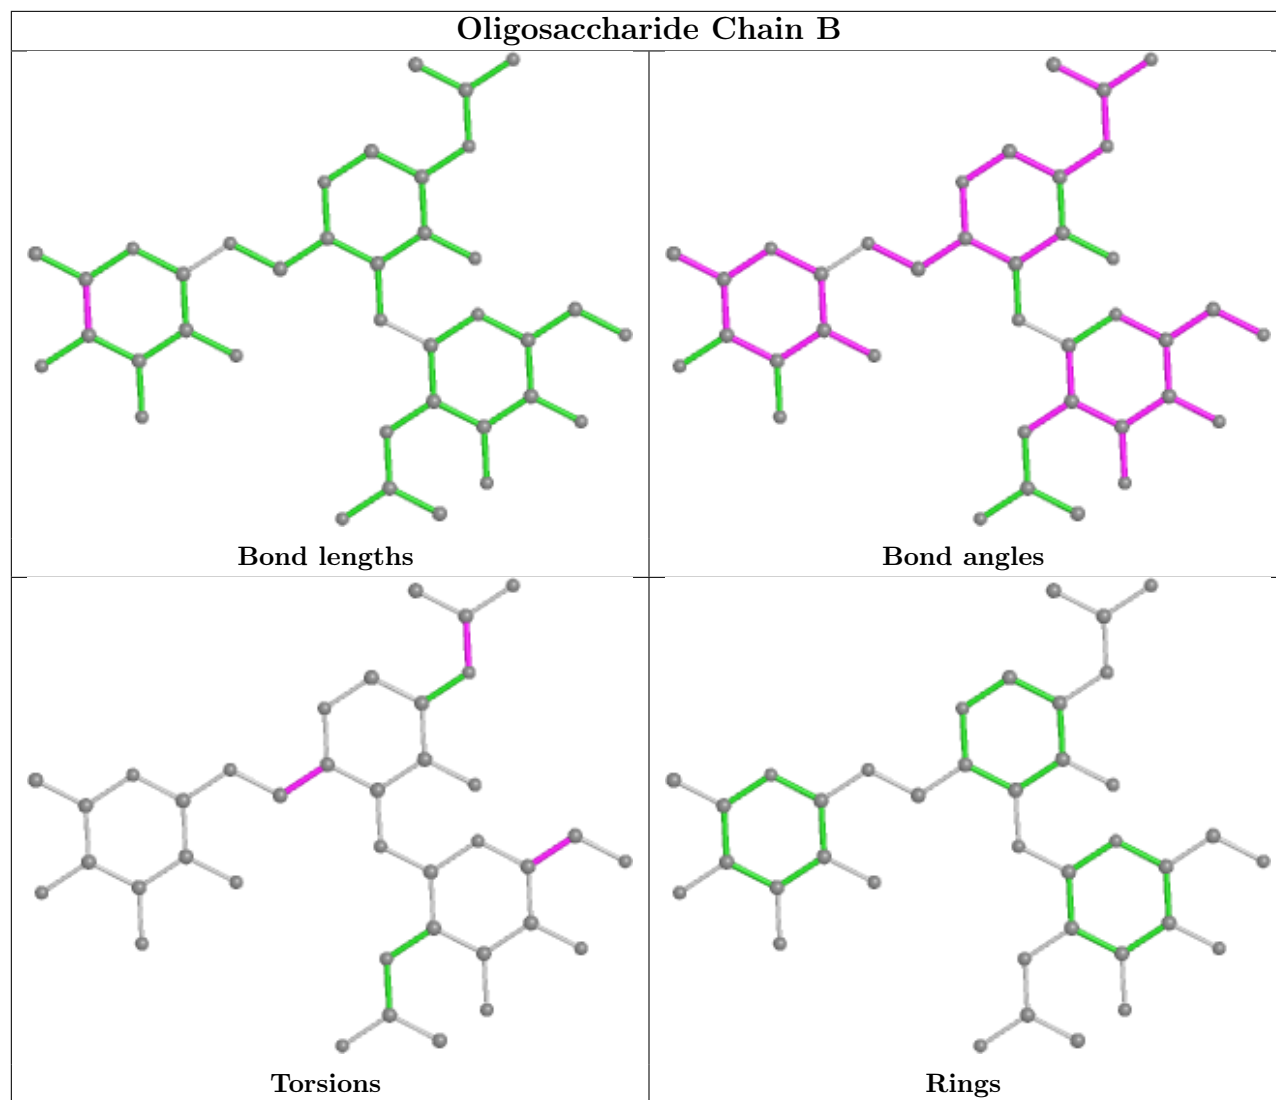 Oligosaccharide Chain B
Bond lengths
Bond angles
Torsions
Rings